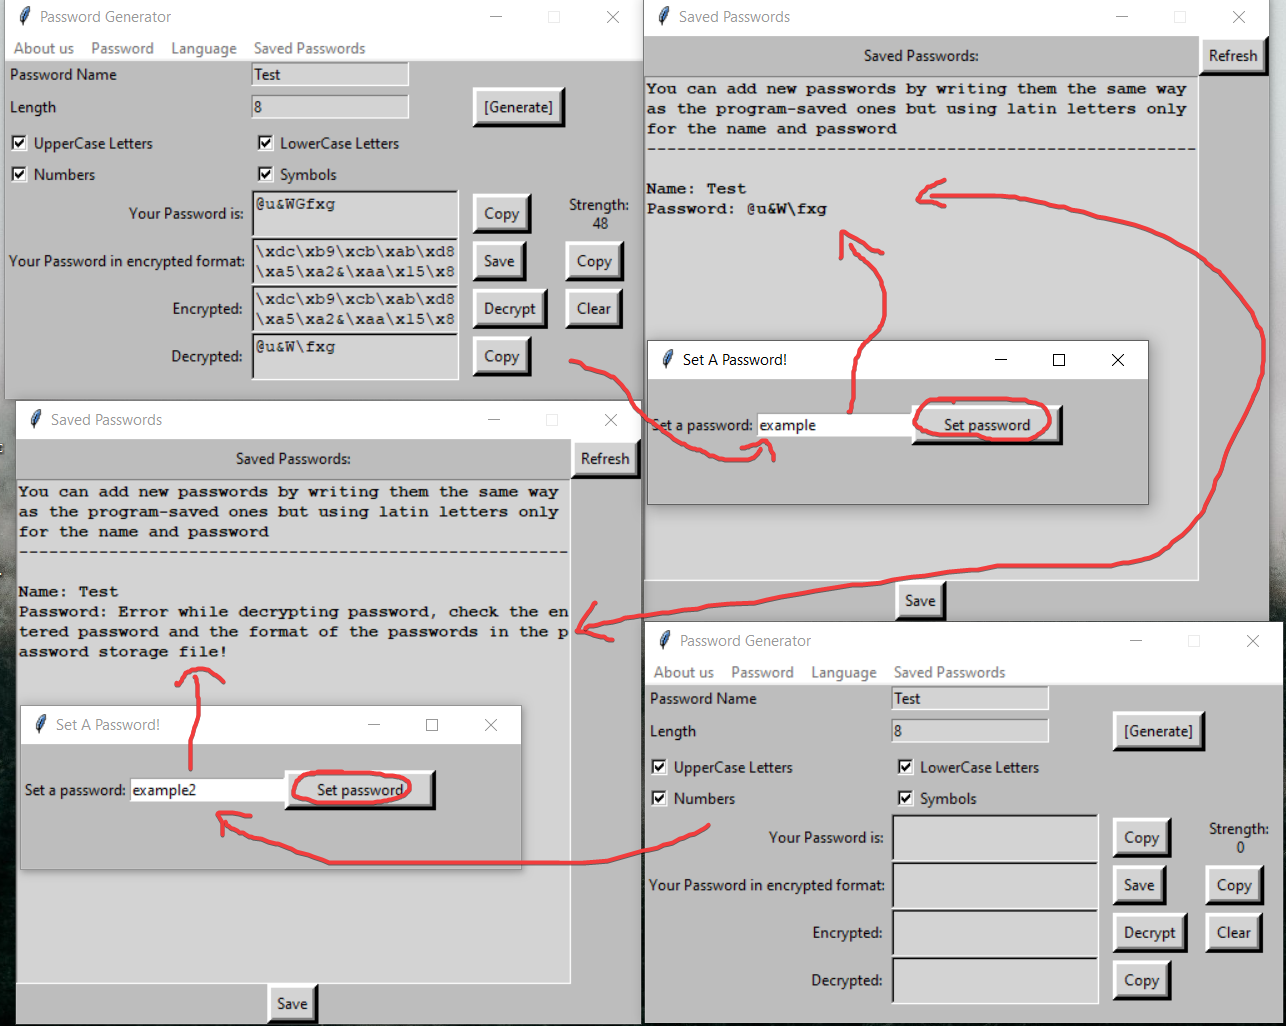 Password Generator
About us Password Language Saved Passwords
Password Name Test
Length 8 [Generate]
UpperCase Letters LowerCase Letters
Numbers Symbols
Your Password is: @u&WGfxg Copy Strength:
48
Your Password in encrypted format: \xdc\xb9\xcb\xab\xd8 Save Copy
\xa5\xa2&\xaa\x15\x8
Encrypted: \xdc\xb9\xcb\xab\xd8 Decrypt Clear
\xa5\xa2&\xaa\x15\x8
Decrypted: @u&W\fxg Copy
Saved Passwords
Saved Passwords: Refresh
You can add new passwords by writing them the same way
as the program-saved ones but using latin letters only
for the name and password
-------------------------------------------------------
Name: Test
Password: @u&W\fxg
Set A Password!
Set a password: example Set password
Save
Saved Passwords
Saved Passwords: Refresh
You can add new passwords by writing them the same way
as the program-saved ones but using latin letters only
for the name and password
-------------------------------------------------------
Name: Test
Password: Error while decrypting password, check the en
tered password and the format of the passwords in the p
assword storage file!
Set A Password!
Set a password: example2 Set password
Save
Password Generator
About us Password Language Saved Passwords
Password Name Test
Length 8 [Generate]
UpperCase Letters LowerCase Letters
Numbers Symbols
Your Password is: Copy Strength:
0
Your Password in encrypted format: Save Copy
Encrypted: Decrypt Clear
Decrypted: Copy